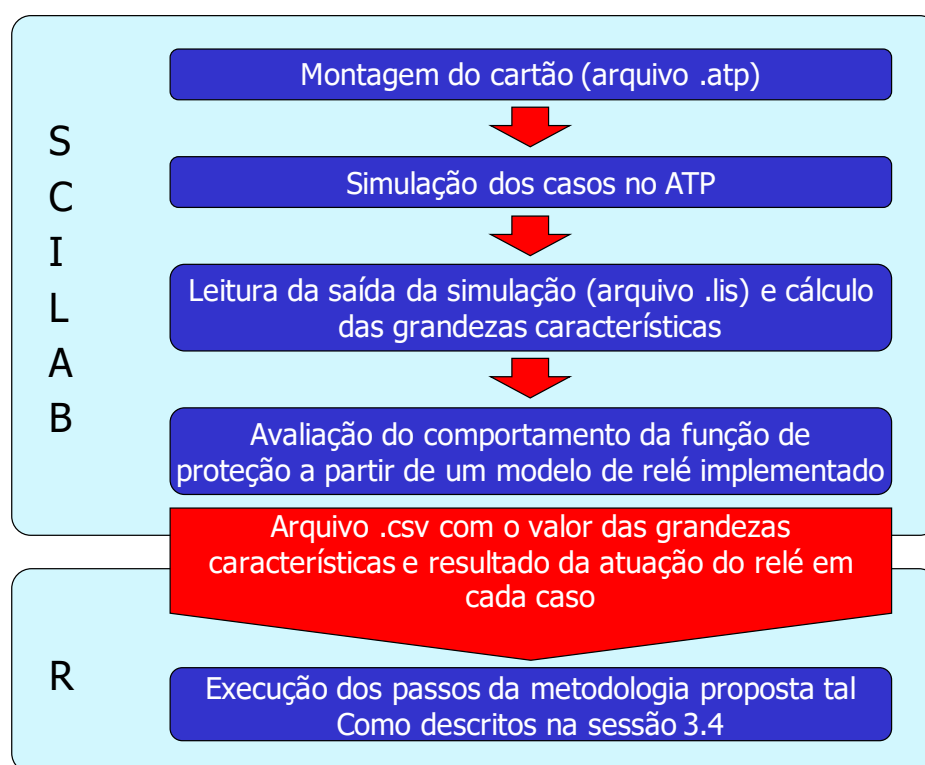 SCILAB
Montagem do cartão (arquivo .atp)
Simulação dos casos no ATP
Leitura da saída da simulação (arquivo .lis) e cálculo
das grandezas características
Avaliação do comportamento da função de
proteção a partir de um modelo de relé implementado
Arquivo .csv com o valor das grandezas
características e resultado da atuação do relé em
cada caso
R
Execução dos passos da metodologia proposta tal
Como descritos na sessão 3.4